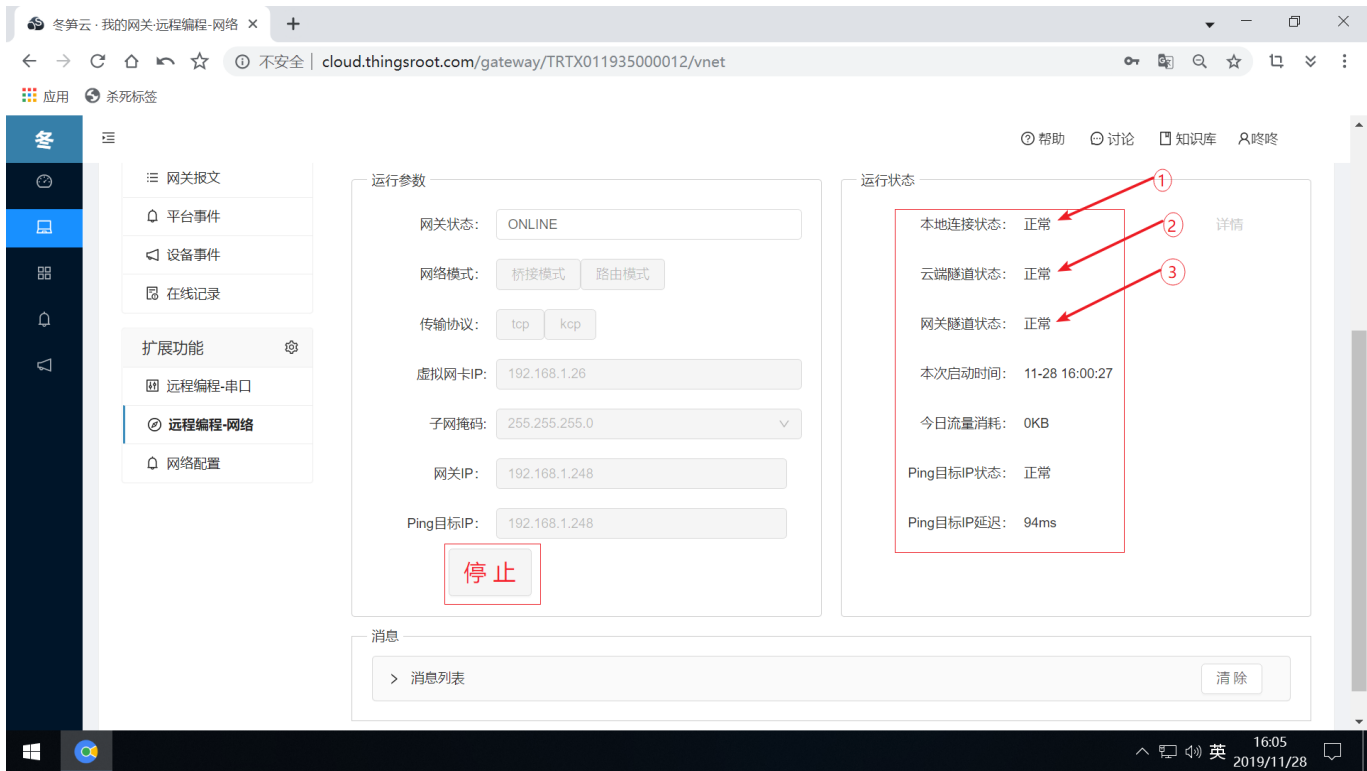 冬笋云 · 我的网关·远程编程-网络
不安全 | cloud.thingsroot.com/gateway/TRTX011935000012/vnet
应用 杀死标签
冬 帮助 讨论 知识库 咚咚
网关报文
平台事件
设备事件
在线记录
扩展功能
远程编程-串口
远程编程-网络
网络配置
运行参数
网关状态: ONLINE
网络模式: 桥接模式 路由模式
传输协议: tcp kcp
虚拟网卡IP: 192.168.1.26
子网掩码: 255.255.255.0
网关IP: 192.168.1.248
Ping目标IP: 192.168.1.248
停 止
运行状态
1
本地连接状态: 正常 详情
2
云端隧道状态: 正常
3
网关隧道状态: 正常
本次启动时间: 11-28 16:00:27
今日流量消耗: 0KB
Ping目标IP状态: 正常
Ping目标IP延迟: 94ms
消息
消息列表 清 除
英 16:05
2019/11/28